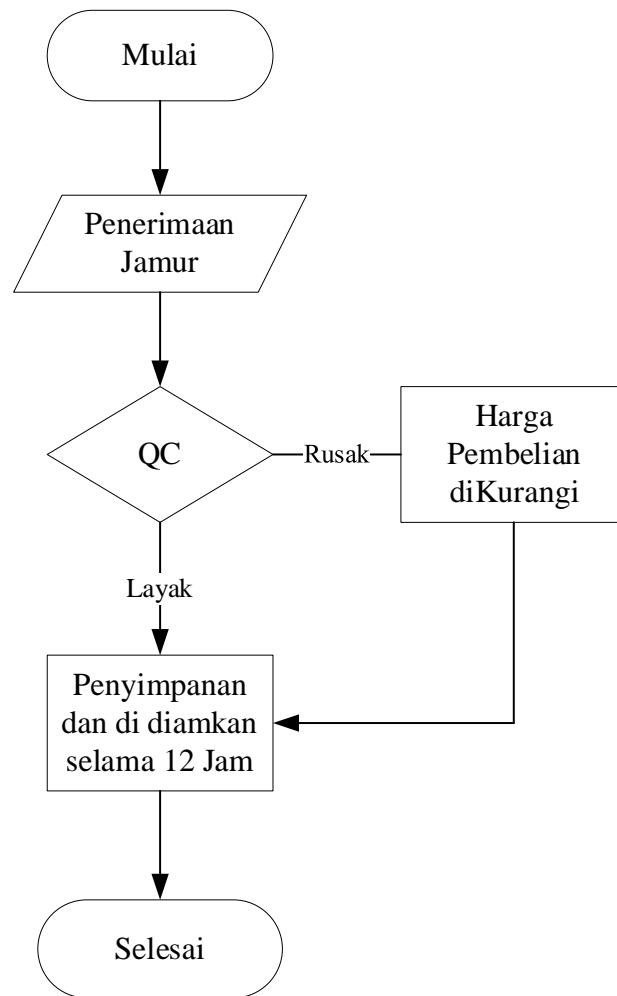 Mulai
Penerimaan
Jamur
QC
Rusak
Harga
Pembelian
diKurangi
Layak
Penyimpanan
dan di diamkan
selama 12 Jam
Selesai